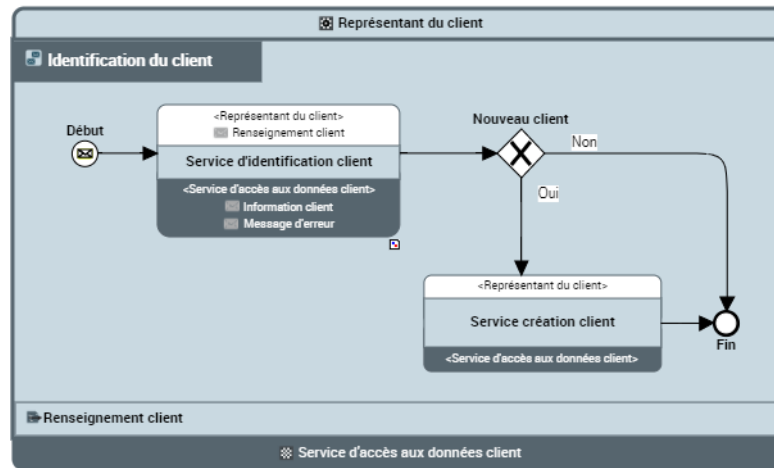 Représentant du client
Identification du client
Début
<Représentant du client>
Renseignement client
Service d'identification client
<Service d'accès aux données client>
Information client
Message d'erreur
Nouveau client
Non
Oui
<Représentant du client>
Service création client
<Service d'accès aux données client>
Fin
Renseignement client
Service d'accès aux données client